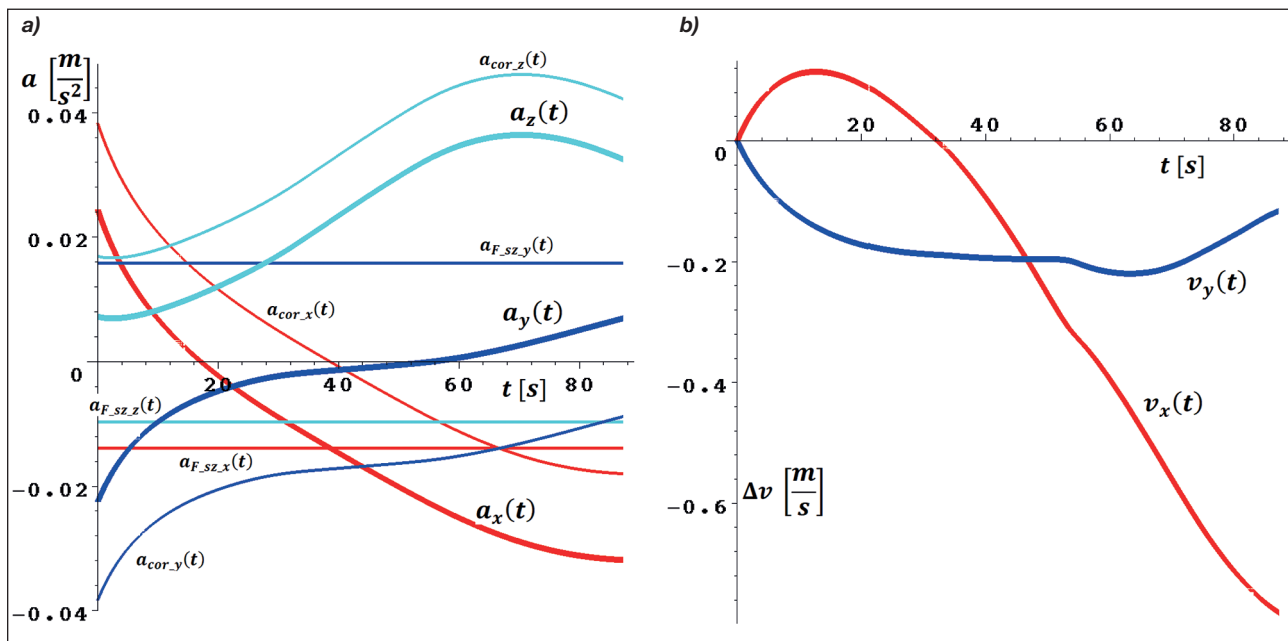 a)
a [m/s²]
a_cor_z(t)
0.04
a_z(t)
0.02
a_F_sz_y(t)
a_cor_x(t)
a_y(t)
0
20
40
60
80
t [s]
a_F_sz_z(t)
a_F_sz_x(t)
-0.02
a_x(t)
a_cor_y(t)
-0.04
b)
20
40
60
80
0
t [s]
-0.2
v_y(t)
-0.4
v_x(t)
Δv [m/s]
-0.6